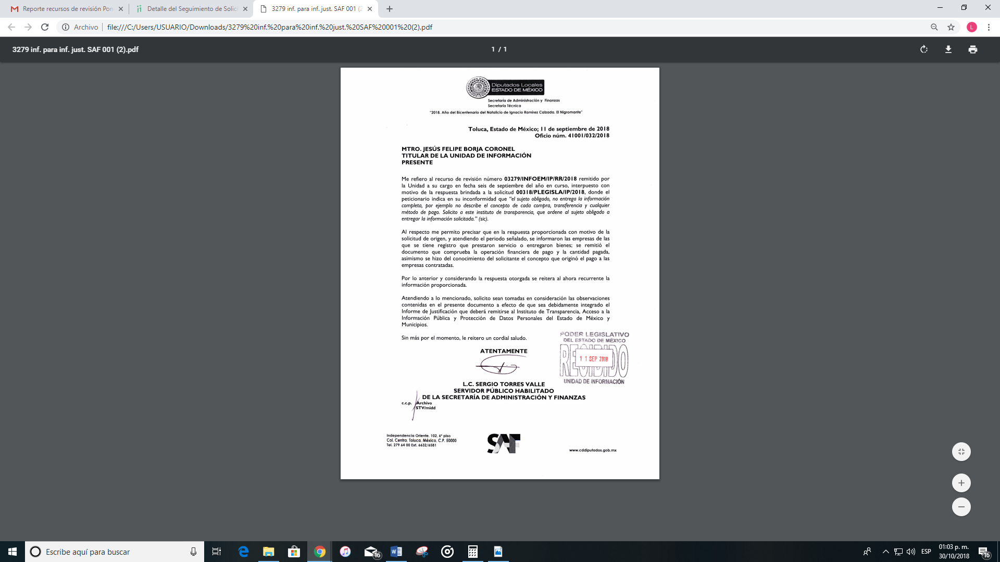 Reporte recursos de revisión Pon
Detalle del Seguimiento de Solici
3279 inf. para inf. just. SAF 001 (2
Archivo
file:///C:/Users/USUARIO/Downloads/3279%20inf.%20para%20inf.%20just.%20SAF%20001%20(2).pdf
L
3279 inf. para inf. just. SAF 001 (2).pdf
1 / 1
Diputados Locales
ESTADO DE MÉXICO
Secretaría de Administración y Finanzas
Secretaría Técnica
"2018. Año del Bicentenario del Natalicio de Ignacio Ramírez Calzada. El Nigromante"
Toluca, Estado de México; 11 de septiembre de 2018
Oficio núm. 41001/032/2018
MTRO. JESÚS FELIPE BORJA CORONEL
TITULAR DE LA UNIDAD DE INFORMACIÓN
PRESENTE
Me refiero al recurso de revisión número 03279/INFOEM/IP/RR/2018 remitido por
la Unidad a su cargo en fecha seis de septiembre del año en curso, interpuesto con
motivo de la respuesta brindada a la solicitud 00318/PLEGISLA/IP/2018, donde el
peticionario indica en su inconformidad que "el sujeto obligado, no entrega la información
completa, por ejemplo no describe el concepto de cada compra, transferencia y cualquier
método de pago. Solicito a este instituto de transparencia, que ordene al sujeto obligado a
entregar la información solicitada." (sic).
Al respecto me permito precisar que en la respuesta proporcionada con motivo de la
solicitud de origen, y atendiendo el periodo señalado, se informaron las empresas de las
que se tiene registro que prestaron servicio o entregaron bienes; se remitió el
documento que comprueba la operación financiera de pago y la cantidad pagada,
asimismo se hizo del conocimiento del solicitante el concepto que originó el pago a las
empresas contratadas.
Por lo anterior y considerando la respuesta otorgada se reitera al ahora recurrente la
información proporcionada.
Atendiendo a lo mencionado, solicito sean tomadas en consideración las observaciones
contenidas en el presente documento a efecto de que sea debidamente integrado el
Informe de Justificación que deberá remitirse al Instituto de Transparencia, Acceso a la
Información Pública y Protección de Datos Personales del Estado de México y
Municipios.
Sin más por el momento, le reitero un cordial saludo.
PODER LEGISLATIVO
DEL ESTADO DE MÉXICO
RECIBIDO
11 SEP 2018
UNIDAD DE INFORMACIÓN
ATENTAMENTE
L.C. SERGIO TORRES VALLE
SERVIDOR PÚBLICO HABILITADO
DE LA SECRETARÍA DE ADMINISTRACIÓN Y FINANZAS
c.c.p. Archivo
STV/midd
Independencia Oriente. 102, 6º piso
Col. Centro, Toluca, México, C.P. 50000
Tel. 279 64 00 Ext. 6632/6581
SAF
www.cddiputados.gob.mx
Escribe aquí para buscar
16
ESP
01:03 p. m.
30/10/2018
16